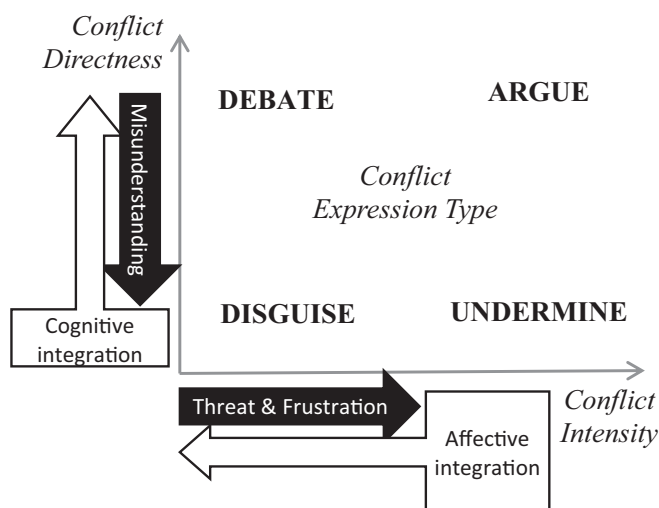 Conflict
Directness
DEBATE
ARGUE
Misunderstanding
Conflict
Expression Type
DISGUISE
UNDERMINE
Cognitive
integration
Threat & Frustration
Conflict
Intensity
Affective
integration